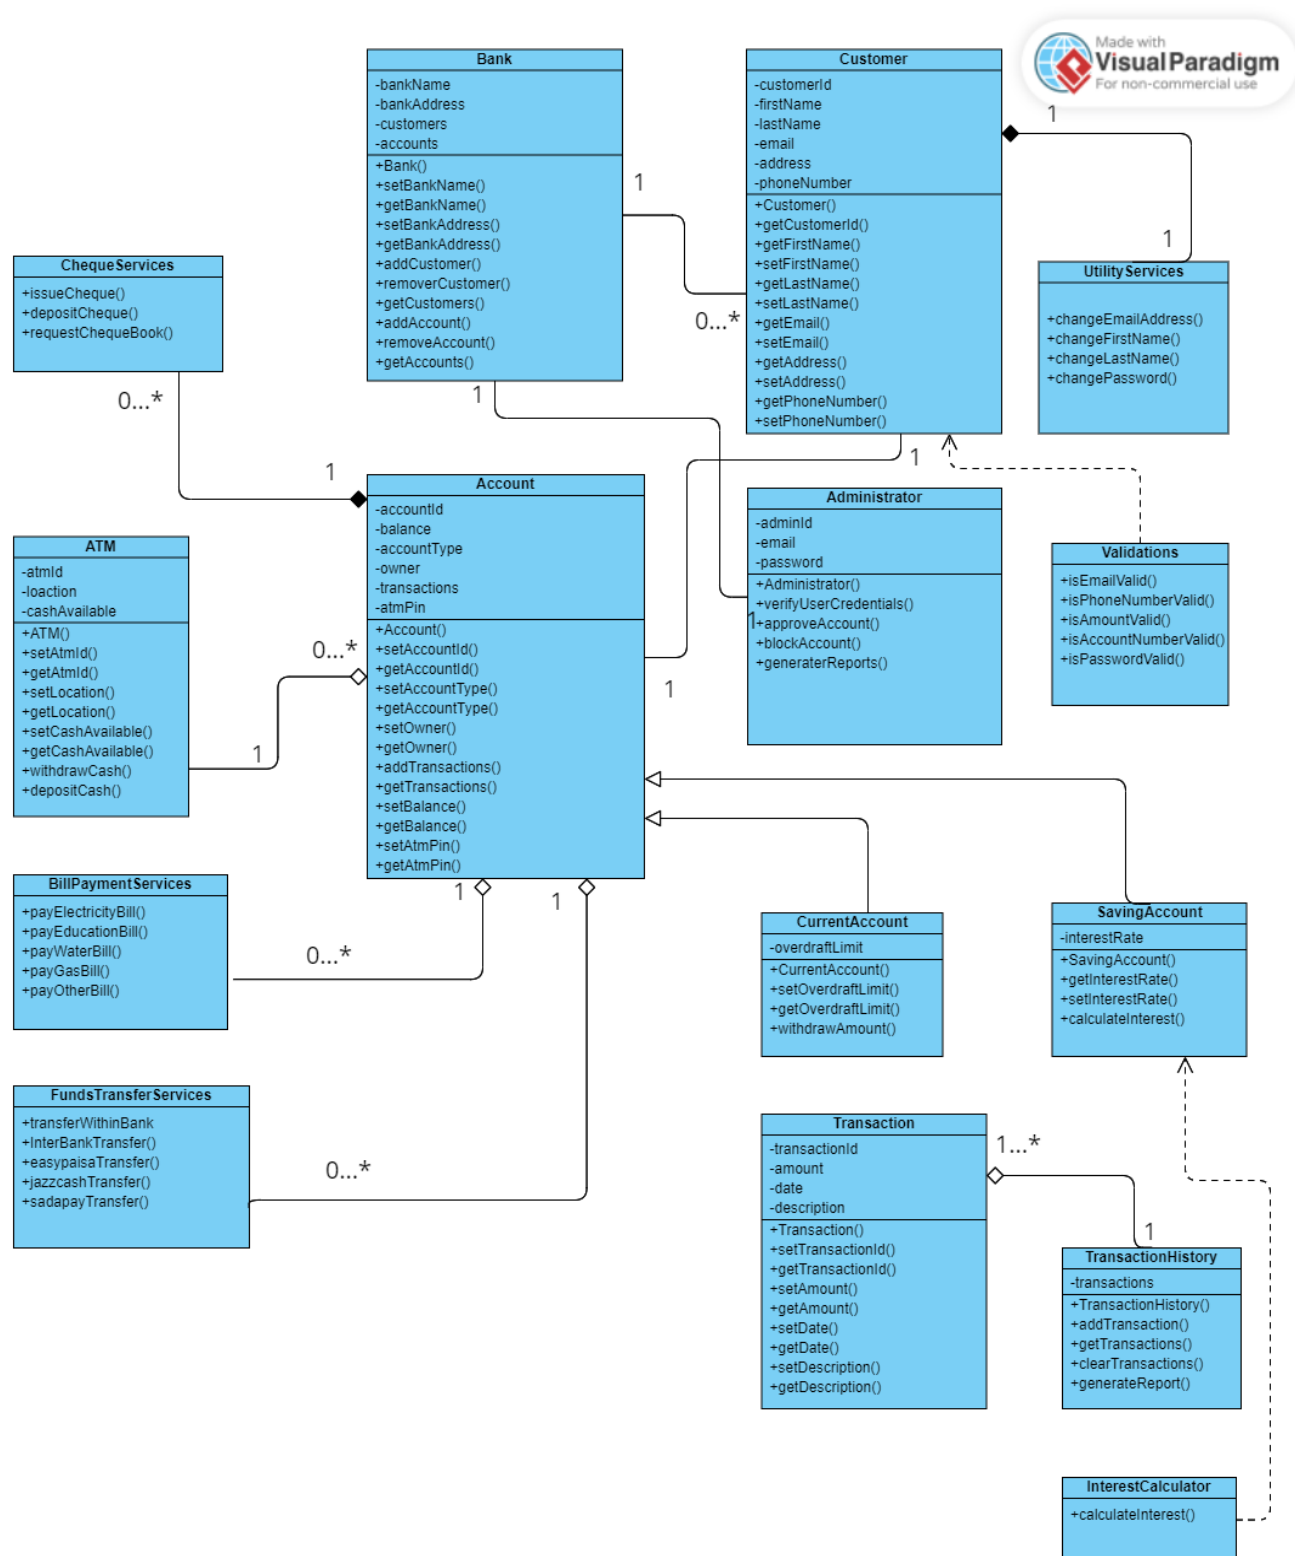 Made with
Visual Paradigm
For non-commercial use
Bank
-bankName
-bankAddress
-customers
-accounts
+Bank()
+setBankName()
+getBankName()
+setBankAddress()
+getBankAddress()
+addCustomer()
+removerCustomer()
+getCustomers()
+addAccount()
+removeAccount()
+getAccounts()
1
0...*
1
Customer
-customerId
-firstName
-lastName
-email
-address
-phoneNumber
+Customer()
+getCustomerId()
+getFirstName()
+setFirstName()
+getLastName()
+setLastName()
+getEmail()
+setEmail()
+getAddress()
+setAddress()
+getPhoneNumber()
+setPhoneNumber()
1
1
1
UtilityServices
+changeEmailAddress()
+changeFirstName()
+changeLastName()
+changePassword()
ChequeServices
+issueCheque()
+depositCheque()
+requestChequeBook()
0...*
1
Account
-accountId
-balance
-accountType
-owner
-transactions
-atmPin
+Account()
+setAccountId()
+getAccountId()
+setAccountType()
+getAccountType()
+setOwner()
+getOwner()
+addTransactions()
+getTransactions()
+setBalance()
+getBalance()
+setAtmPin()
+getAtmPin()
1
Administrator
-adminId
-email
-password
+Administrator()
+verifyUserCredentials()
+approveAccount()
+blockAccount()
+generaterReports()
1
Validations
+isEmailValid()
+isPhoneNumberValid()
+isAmountValid()
+isAccountNumberValid()
+isPasswordValid()
ATM
-atmId
-loaction
-cashAvailable
+ATM()
+setAtmId()
+getAtmId()
+setLocation()
+getLocation()
+setCashAvailable()
+getCashAvailable()
+withdrawCash()
+depositCash()
0...*
1
BillPaymentServices
+payElectricityBill()
+payEducationBill()
+payWaterBill()
+payGasBill()
+payOtherBill()
1
0...*
1
CurrentAccount
-overdraftLimit
+CurrentAccount()
+setOverdraftLimit()
+getOverdraftLimit()
+withdrawAmount()
SavingAccount
-interestRate
+SavingAccount()
+getInterestRate()
+setInterestRate()
+calculateInterest()
FundsTransferServices
+transferWithinBank
+InterBankTransfer()
+easypaisaTransfer()
+jazzcashTransfer()
+sadapayTransfer()
0...*
Transaction
-transactionId
-amount
-date
-description
+Transaction()
+setTransactionId()
+getTransactionId()
+setAmount()
+getAmount()
+setDate()
+getDate()
+setDescription()
+getDescription()
1...*
1
TransactionHistory
-transactions
+TransactionHistory()
+addTransaction()
+getTransactions()
+clearTransactions()
+generateReport()
InterestCalculator
+calculateInterest()